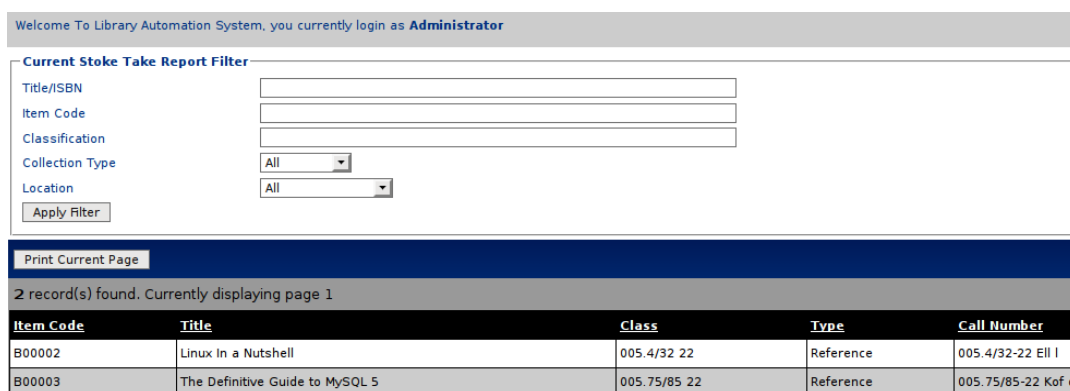 Welcome To Library Automation System, you currently login as Administrator
Current Stoke Take Report Filter
Title/ISBN
Item Code
Classification
Collection Type All
Location All
Apply Filter
Print Current Page
2 record(s) found. Currently displaying page 1
Item Code Title Class Type Call Number
B00002 Linux In a Nutshell 005.4/32 22 Reference 005.4/32-22 Ell l
B00003 The Definitive Guide to MySQL 5 005.75/85 22 Reference 005.75/85-22 Kof